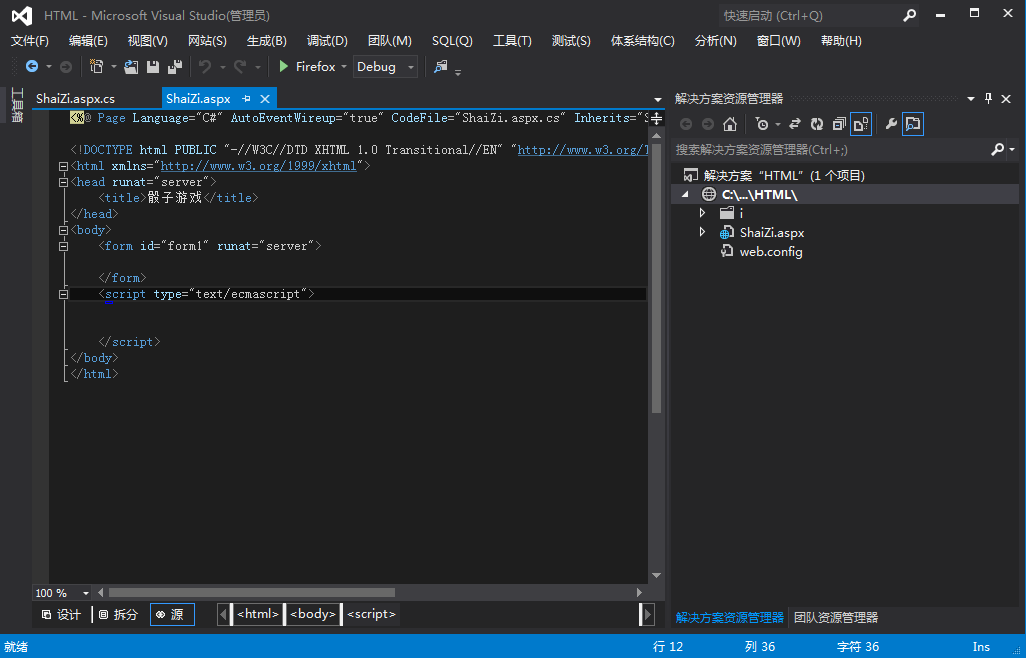 HTML - Microsoft Visual Studio(管理员)
快速启动 (Ctrl+Q)
文件(F) 编辑(E) 视图(V) 网站(S) 生成(B) 调试(D) 团队(M) SQL(Q) 工具(T) 测试(S) 体系结构(C) 分析(N) 窗口(W) 帮助(H)
Firefox Debug
工具箱
ShaiZi.aspx.cs ShaiZi.aspx
<%@ Page Language="C#" AutoEventWireup="true" CodeFile="ShaiZi.aspx.cs" Inherits="S
<!DOCTYPE html PUBLIC "-//W3C//DTD XHTML 1.0 Transitional//EN" "http://www.w3.org/1
<html xmlns="http://www.w3.org/1999/xhtml">
<head runat="server">
<title>骰子游戏</title>
</head>
<body>
<form id="form1" runat="server">
</form>
<script type="text/ecmascript">
</script>
</body>
</html>
100 %
设计 拆分 源 <html> <body> <script>
解决方案资源管理器
搜索解决方案资源管理器(Ctrl+;)
解决方案 "HTML" (1 个项目)
C:\...\HTML\
i
ShaiZi.aspx
web.config
解决方案资源管理器 团队资源管理器
就绪 行 12 列 36 字符 36 Ins